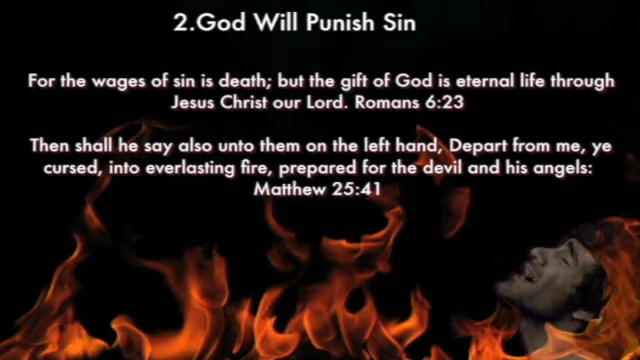 2.God Will Punish Sin
For the wages of sin is death; but the gift of God is eternal life through
Jesus Christ our Lord. Romans 6:23
Then shall he say also unto them on the left hand, Depart from me, ye
cursed, into everlasting fire, prepared for the devil and his angels:
Matthew 25:41